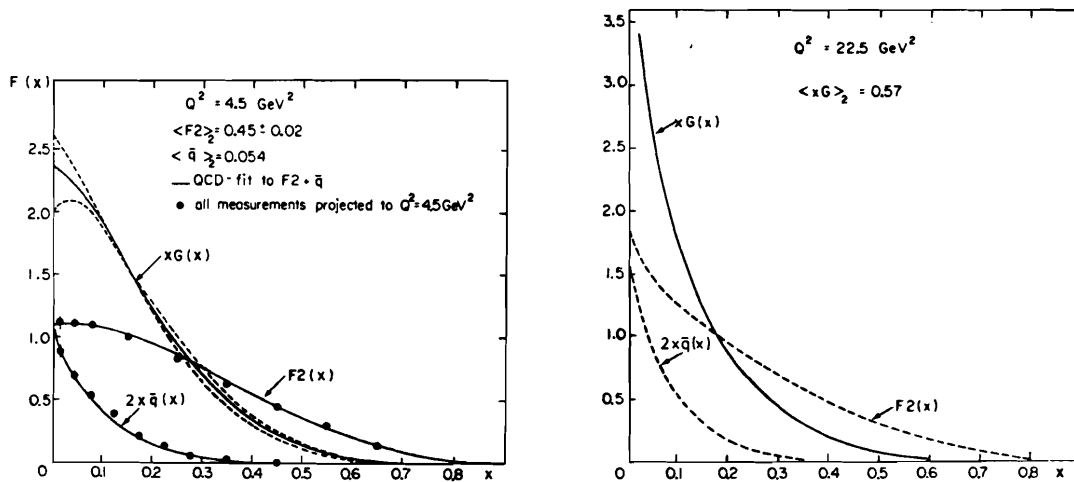 F(x)
Q² = 4.5 GeV²
<F2>₂=0.45±0.02
<q̄>₂=0.054
— QCD-fit to F2 + q̄
● all measurements projected to Q²=4.5GeV²
2.5
2.0
xG(x)
1.5
1.0
F2(x)
0.5
2xq̄(x)
0
0.1 0.2 0.3 0.4 0.5 0.6 0.7 0.8 x
3.5
Q² = 22.5 GeV²
<xG>₂ = 0.57
3.0
xG(x)
2.5
2.0
1.5
1.0
2xq̄(x)
0.5
F2(x)
0
0.1 0.2 0.3 0.4 0.5 0.6 0.7 0.8 x